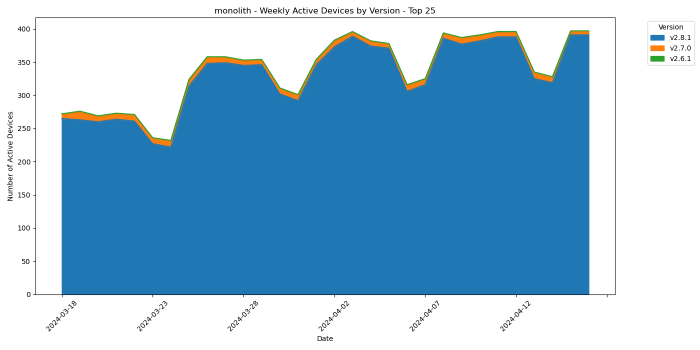 monolith - Weekly Active Devices by Version - Top 25
Version
v2.8.1
v2.7.0
v2.6.1
Number of Active Devices
400
350
300
250
200
150
100
50
0
2024-03-18
2024-03-23
2024-03-28
2024-04-02
2024-04-07
2024-04-12
Date